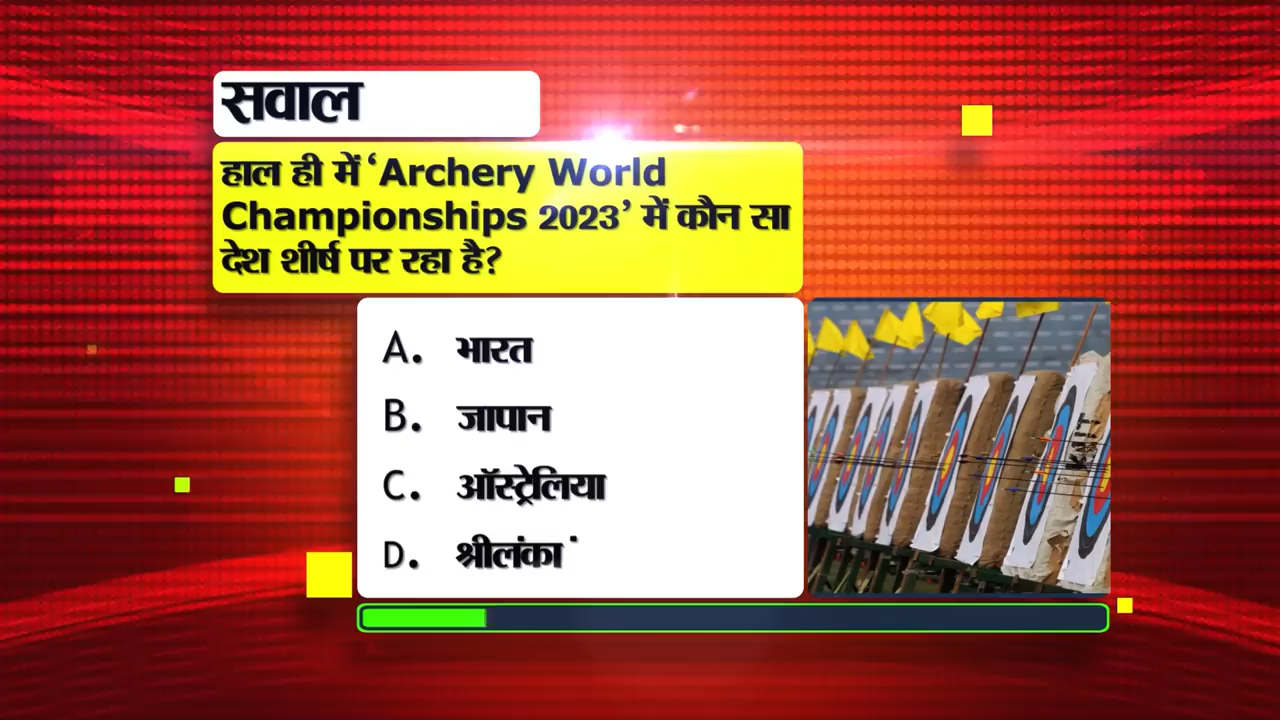 सवाल
हाल ही में ‘Archery World
Championships 2023’ में कौन सा
देश शीर्ष पर रहा है?
A. भारत
B. जापान
C. ऑस्ट्रेलिया
D. श्रीलंका